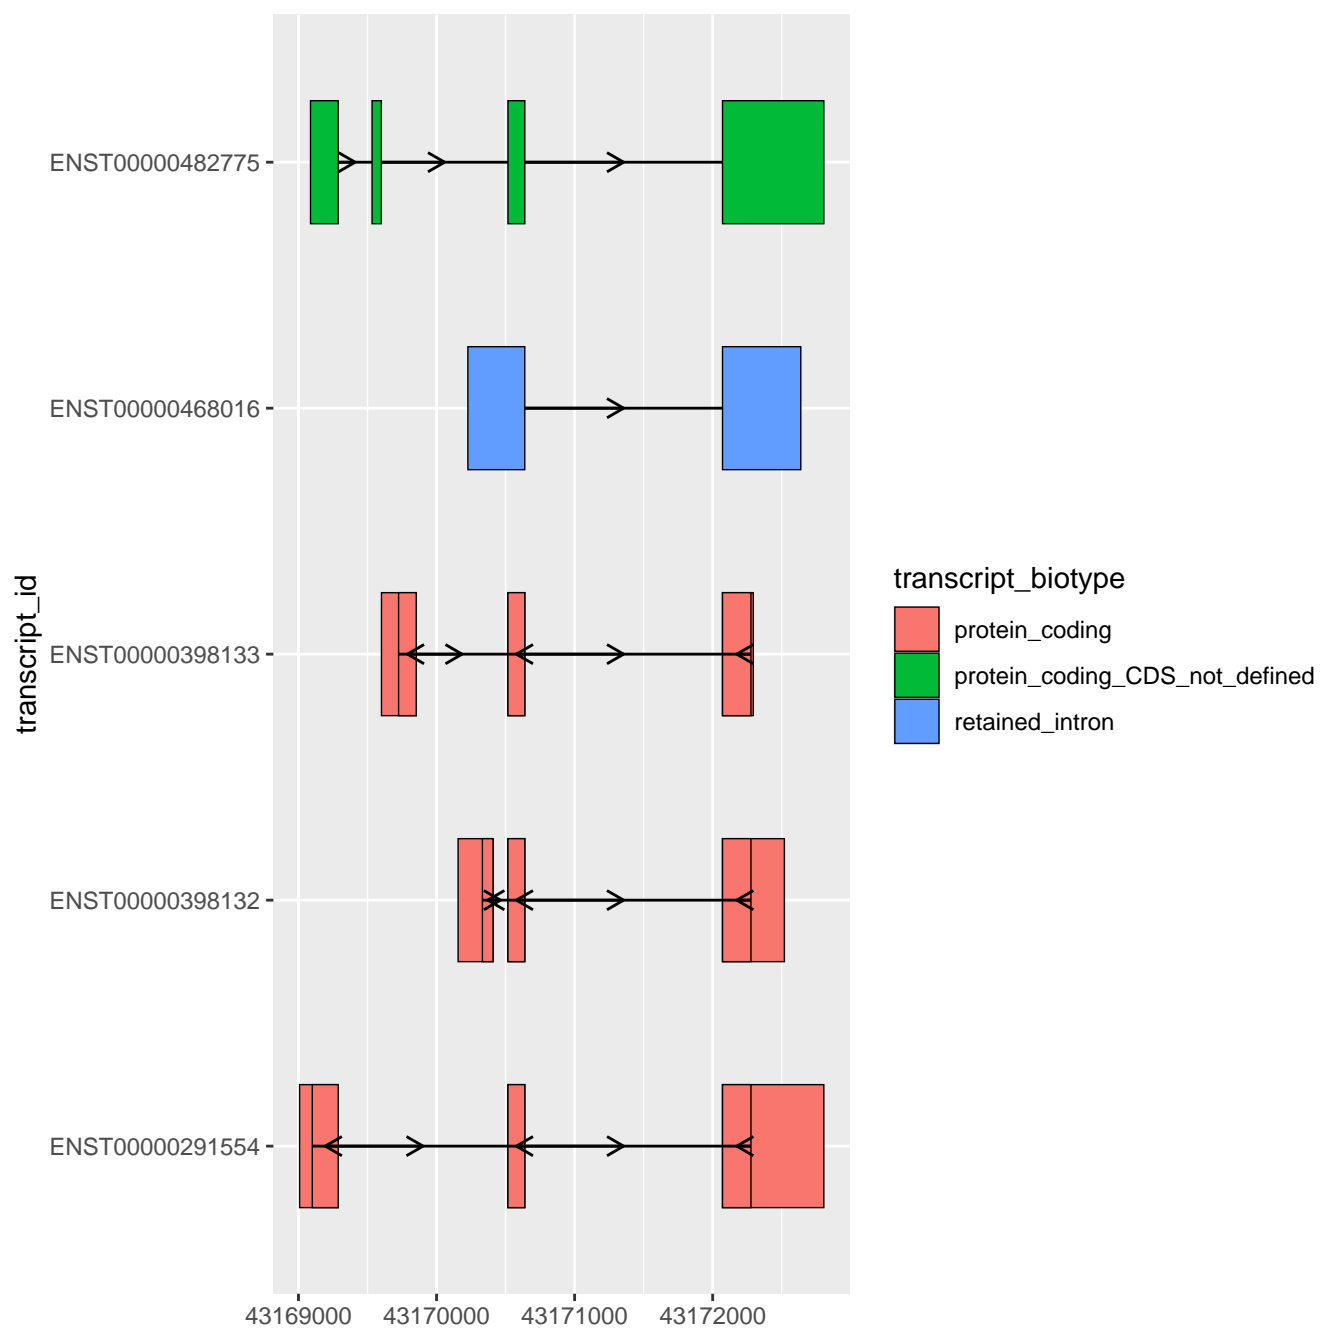 transcript_id
ENST00000482775
ENST00000468016
ENST00000398133
ENST00000398132
ENST00000291554
43169000 43170000 43171000 43172000
transcript_biotype
protein_coding
protein_coding_CDS_not_defined
retained_intron